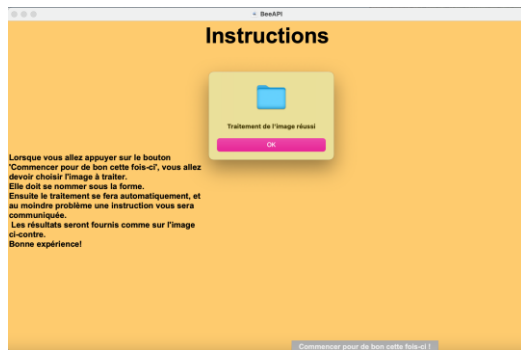 BeeAPI
Instructions
Traitement de l'image réussi
OK
Lorsque vous allez appuyer sur le bouton
'Commencer pour de bon cette fois-ci', vous allez
devoir choisir l'image à traiter.
Elle doit se nommer sous la forme.
Ensuite le traitement se fera automatiquement, et
au moindre problème une instruction vous sera
communiquée.
Les résultats seront fournis comme sur l'image
ci-contre.
Bonne expérience!
Commencer pour de bon cette fois-ci !